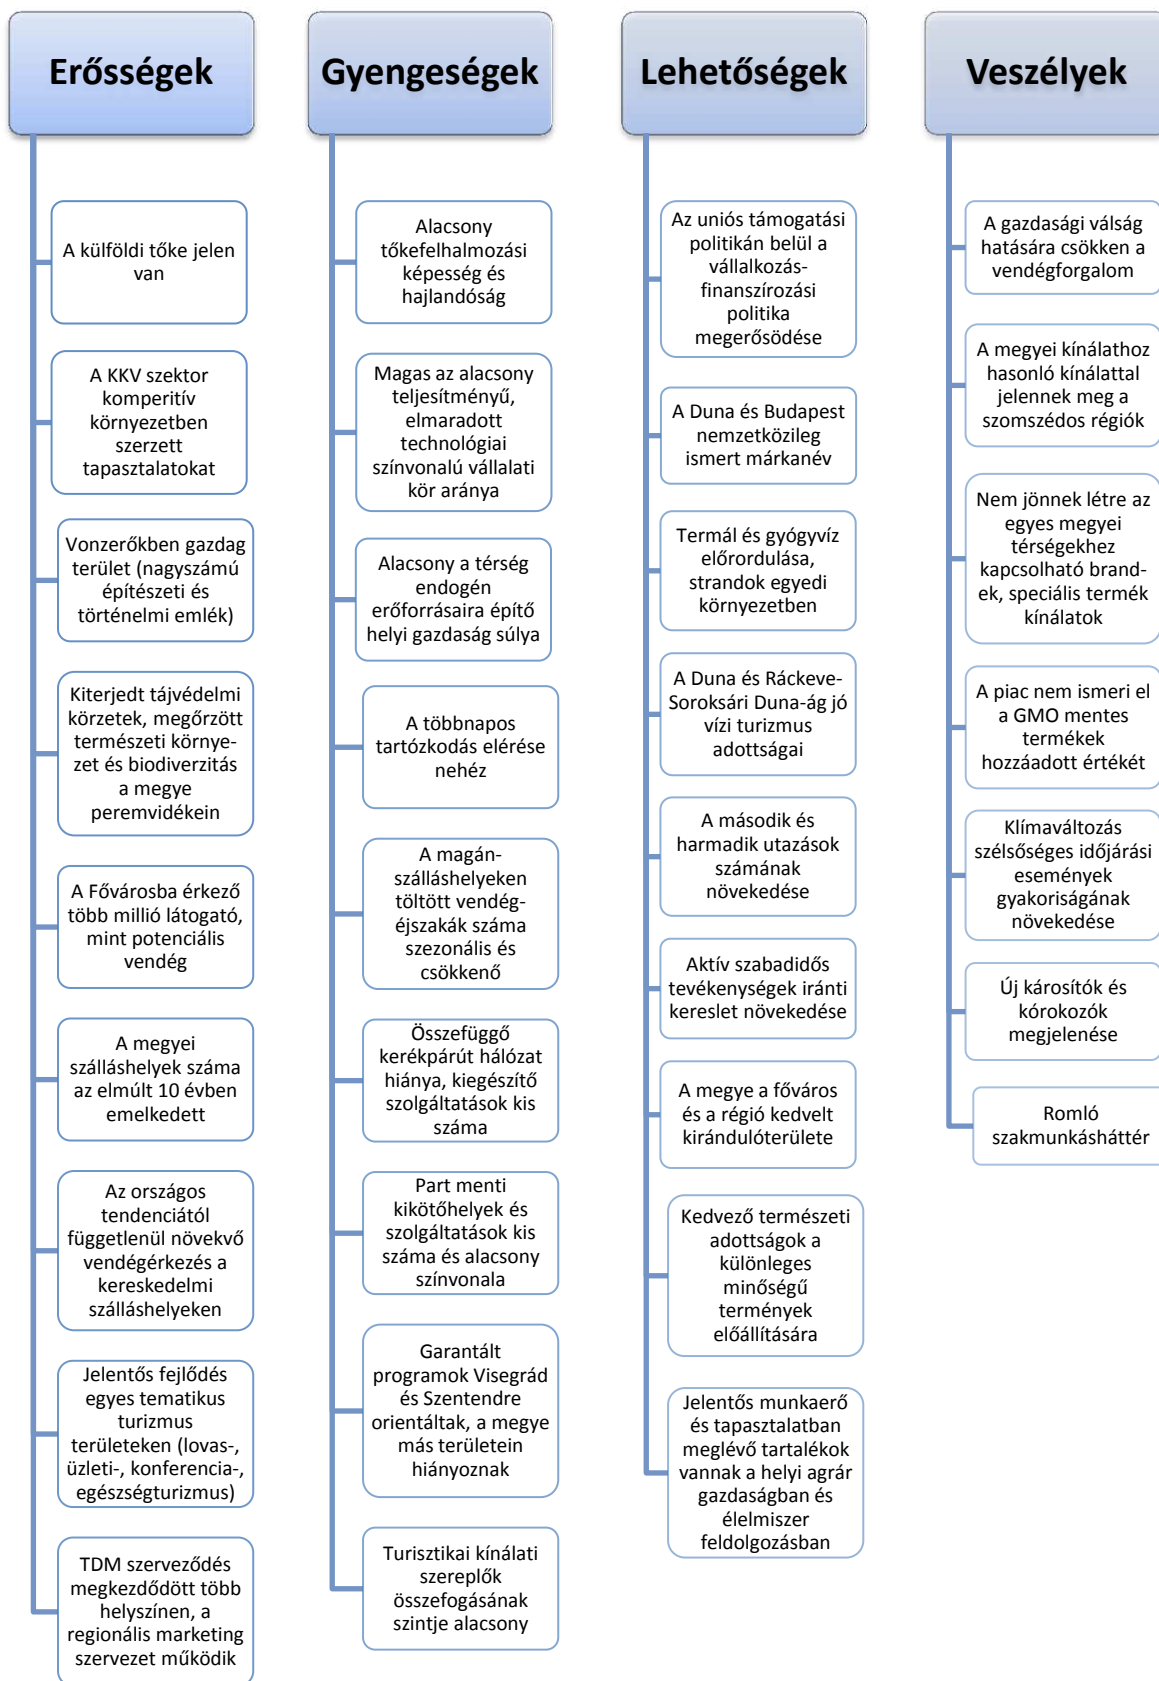 Erősségek
A külföldi tőke jelen
van
A KKV szektor
komperitív
környezetben
szerzett
tapasztalatokat
Vonzerőkben gazdag
terület (nagyszámú
építészeti és
történelmi emlék)
Kiterjedt tájvédelmi
körzetek, megőrzött
természeti környe-
zet és biodiverzitás
a megye
peremvidékein
A Fővárosba érkező
több millió látogató,
mint potenciális
vendég
A megyei
szálláshelyek száma
az elmúlt 10 évben
emelkedett
Az országos
tendenciától
függetlenül növekvő
vendégérkezés a
kereskedelmi
szálláshelyeken
Jelentős fejlődés
egyes tematikus
turizmus
területeken (lovas-,
üzleti-, konferencia-,
egészségturizmus)
TDM szerveződés
megkezdődött több
helyszínen, a
regionális marketing
szervezet működik
Gyengeségek
Alacsony
tőkefelhalmozási
képesség és
hajlandóság
Magas az alacsony
teljesítményű,
elmaradott
technológiai
színvonalú vállalati
kör aránya
Alacsony a térség
endogén
erőforrásaira építő
helyi gazdaság súlya
A többnapos
tartózkodás elérése
nehéz
A magán-
szálláshelyeken
töltött vendég-
éjszakák száma
szezonális és
csökkenő
Összefüggő
kerékpárút hálózat
hiánya, kiegészítő
szolgáltatások kis
száma
Part menti
kikötőhelyek és
szolgáltatások kis
száma és alacsony
színvonala
Garantált
programok Visegrád
és Szentendre
orientáltak, a megye
más területein
hiányoznak
Turisztikai kínálati
szereplők
összefogásának
szintje alacsony
Lehetőségek
Az uniós támogatási
politikán belül a
vállalkozás-
finanszírozási
politika
megerősödése
A Duna és Budapest
nemzetközileg
ismert márkanév
Termál és gyógyvíz
előrordulása,
strandok egyedi
környezetben
A Duna és Ráckeve-
Soroksári Duna-ág jó
vízi turizmus
adottságai
A második és
harmadik utazások
számának
növekedése
Aktív szabadidős
tevékenységek iránti
kereslet növekedése
A megye a főváros
és a régió kedvelt
kirándulóterülete
Kedvező természeti
adottságok a
különleges
minőségű
termények
előállítására
Jelentős munkaerő
és tapasztalatban
meglévő tartalékok
vannak a helyi agrár
gazdaságban és
élelmiszer
feldolgozásban
Veszélyek
A gazdasági válság
hatására csökken a
vendégforgalom
A megyei kínálathoz
hasonló kínálattal
jelennek meg a
szomszédos régiók
Nem jönnek létre az
egyes megyei
térségekhez
kapcsolható brand-
ek, speciális termék
kínálatok
A piac nem ismeri el
a GMO mentes
termékek
hozzáadott értékét
Klímaváltozás
szélsőséges időjárási
események
gyakoriságának
növekedése
Új károsítók és
kórokozók
megjelenése
Romló
szakmunkásháttér